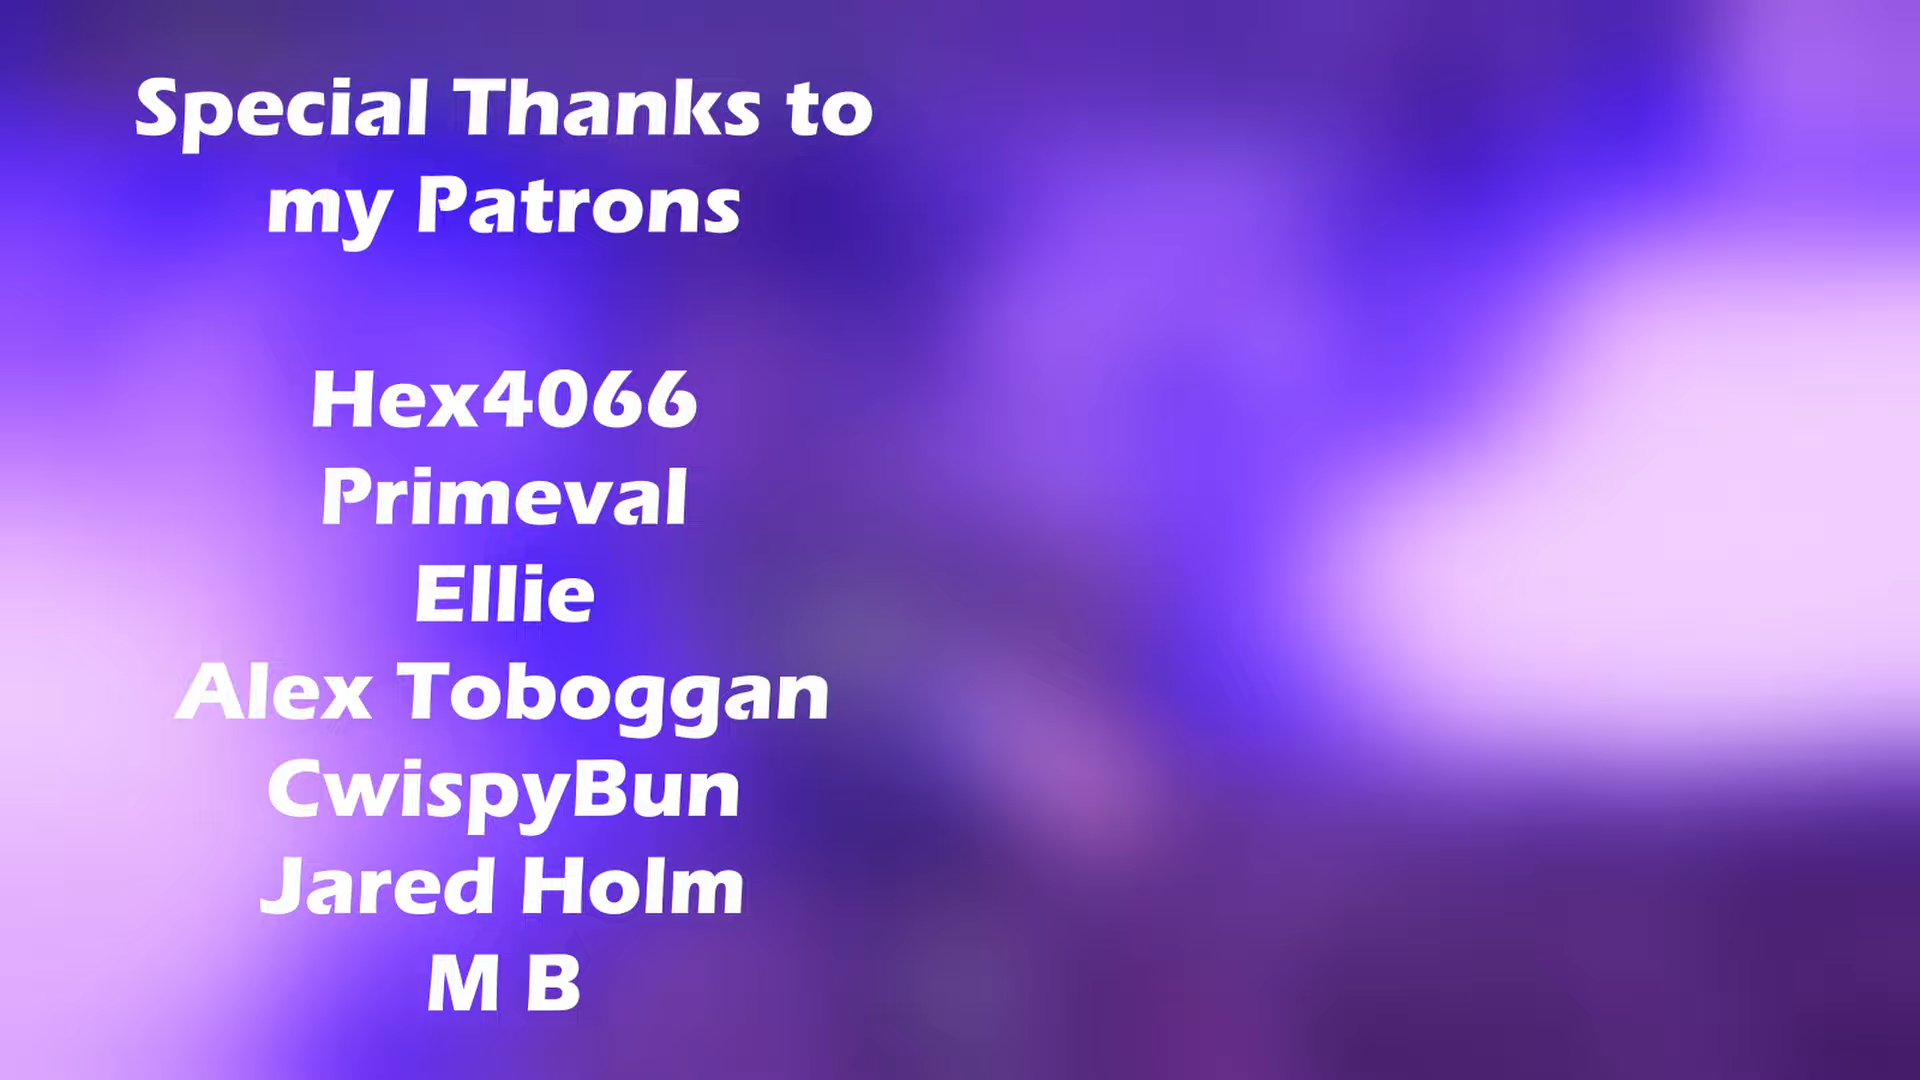 Special Thanks to
my Patrons
Hex4066
Primeval
Ellie
Alex Toboggan
CwispyBun
Jared Holm
M B